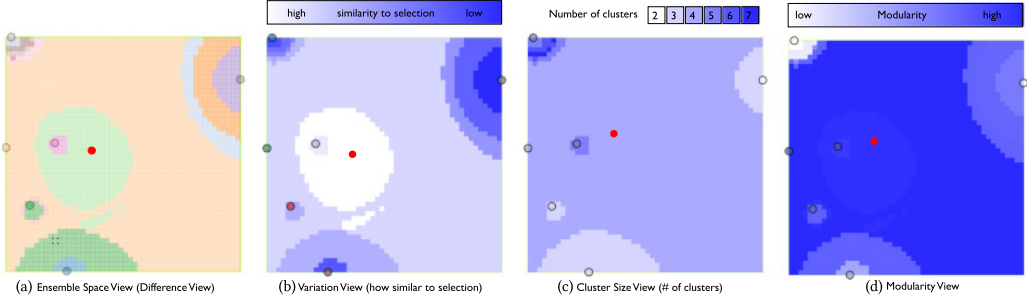 high similarity to selection low
Number of clusters 2 3 4 5 6 7
low Modularity high
(a) Ensemble Space View (Difference View)
(b) Variation View (how similar to selection)
(c) Cluster Size View (# of clusters)
(d) Modularity View